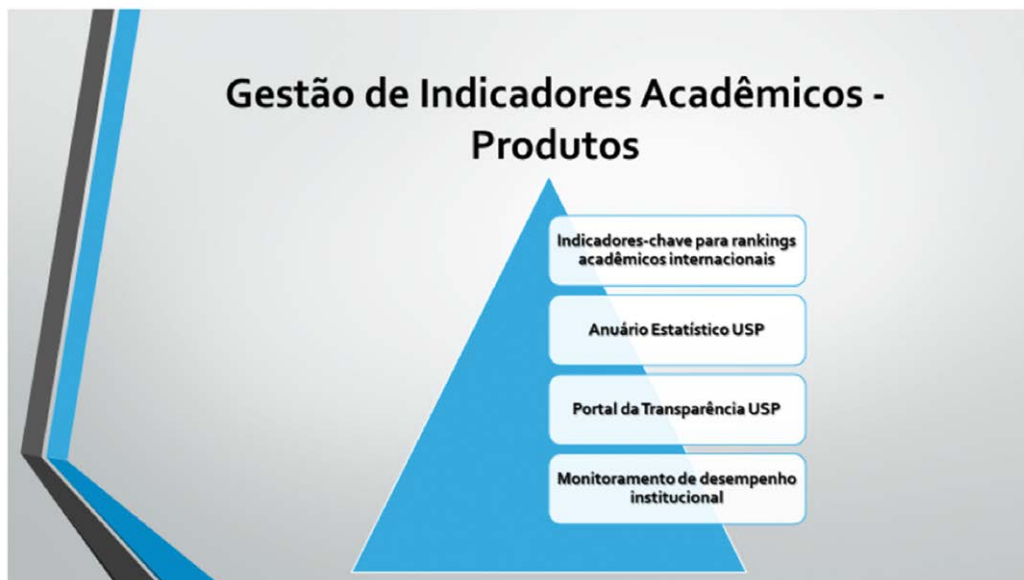 Gestão de Indicadores Acadêmicos -
Produtos
Indicadores-chave para rankings
acadêmicos internacionais
Anuário Estatístico USP
Portal da Transparência USP
Monitoramento de desempenho
institucional